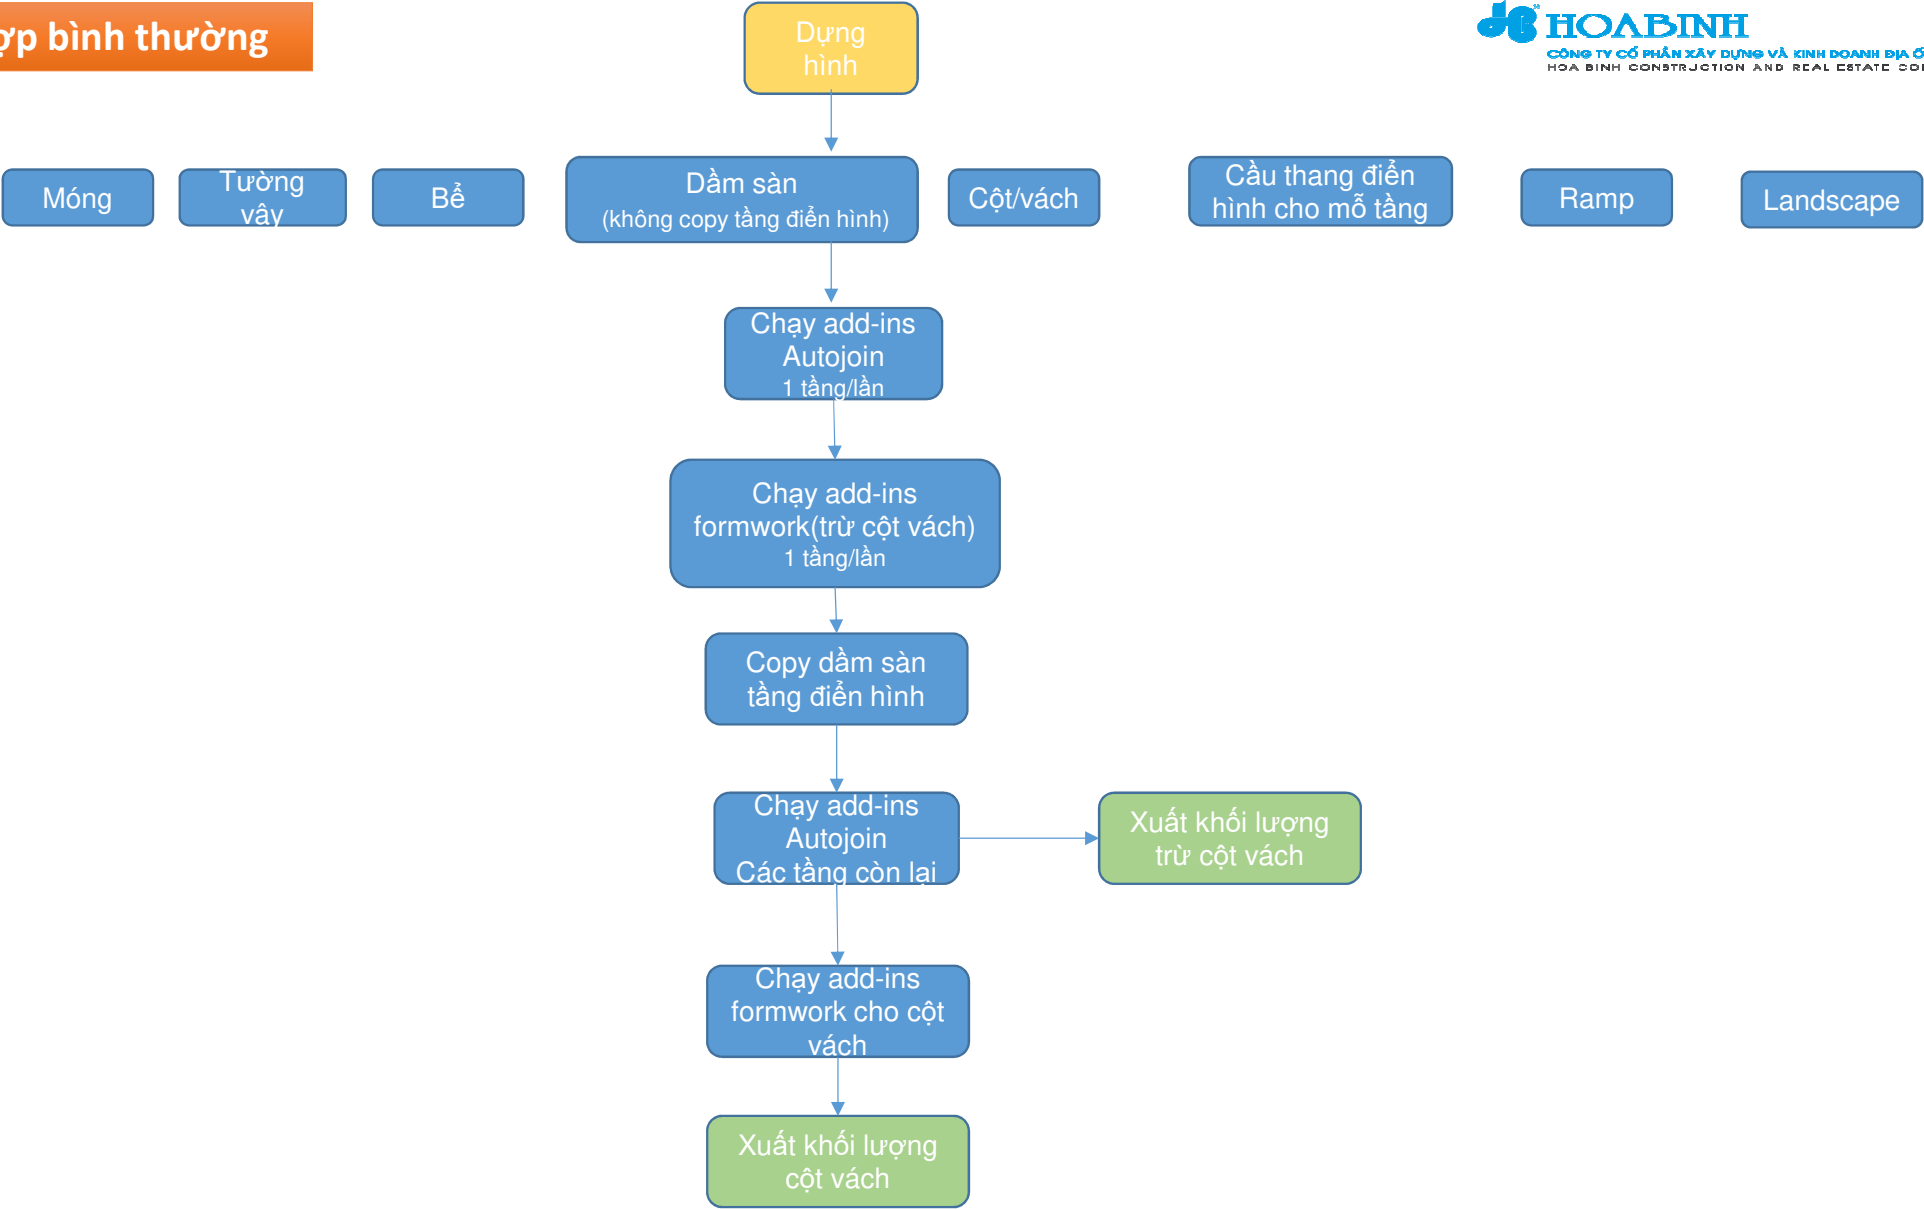 ợp bình thường
Dựng
hình
HOABINH
CÔNG TY CỔ PHẦN XÂY DỰNG VÀ KINH DOANH ĐỊA Ố
HOA BINH CONSTRUCTION AND REAL ESTATE COR
Móng
Tường
vây
Bể
Dầm sàn
(không copy tầng điển hình)
Cột/vách
Cầu thang điển
hình cho mỗ tầng
Ramp
Landscape
Chạy add-ins
Autojoin
1 tầng/lần
Chạy add-ins
formwork(trừ cột vách)
1 tầng/lần
Copy dầm sàn
tầng điển hình
Chạy add-ins
Autojoin
Các tầng còn lại
Xuất khối lượng
trừ cột vách
Chạy add-ins
formwork cho cột
vách
Xuất khối lượng
cột vách